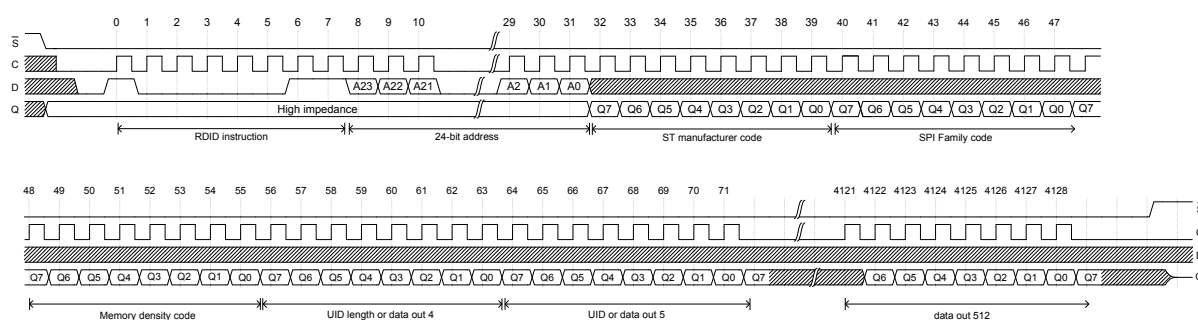 0 1 2 3 4 5 6 7 8 9 10 29 30 31 32 33 34 35 36 37 38 39 40 41 42 43 44 45 46 47
S
C
D A23 A22 A21 A2 A1 A0
Q High impedance Q7 Q6 Q5 Q4 Q3 Q2 Q1 Q0 Q7 Q6 Q5 Q4 Q3 Q2 Q1 Q0 Q7
RDID instruction 24-bit address ST manufacturer code SPI Family code
48 49 50 51 52 53 54 55 56 57 58 59 60 61 62 63 64 65 66 67 68 69 70 71 4121 4122 4123 4124 4125 4126 4127 4128
Q7 Q6 Q5 Q4 Q3 Q2 Q1 Q0 Q7 Q6 Q5 Q4 Q3 Q2 Q1 Q0 Q7 Q6 Q5 Q4 Q3 Q2 Q1 Q0 Q7 Q6 Q5 Q4 Q3 Q2 Q1 Q0 Q7
Memory density code UID length or data out 4 UID or data out 5 data out 512